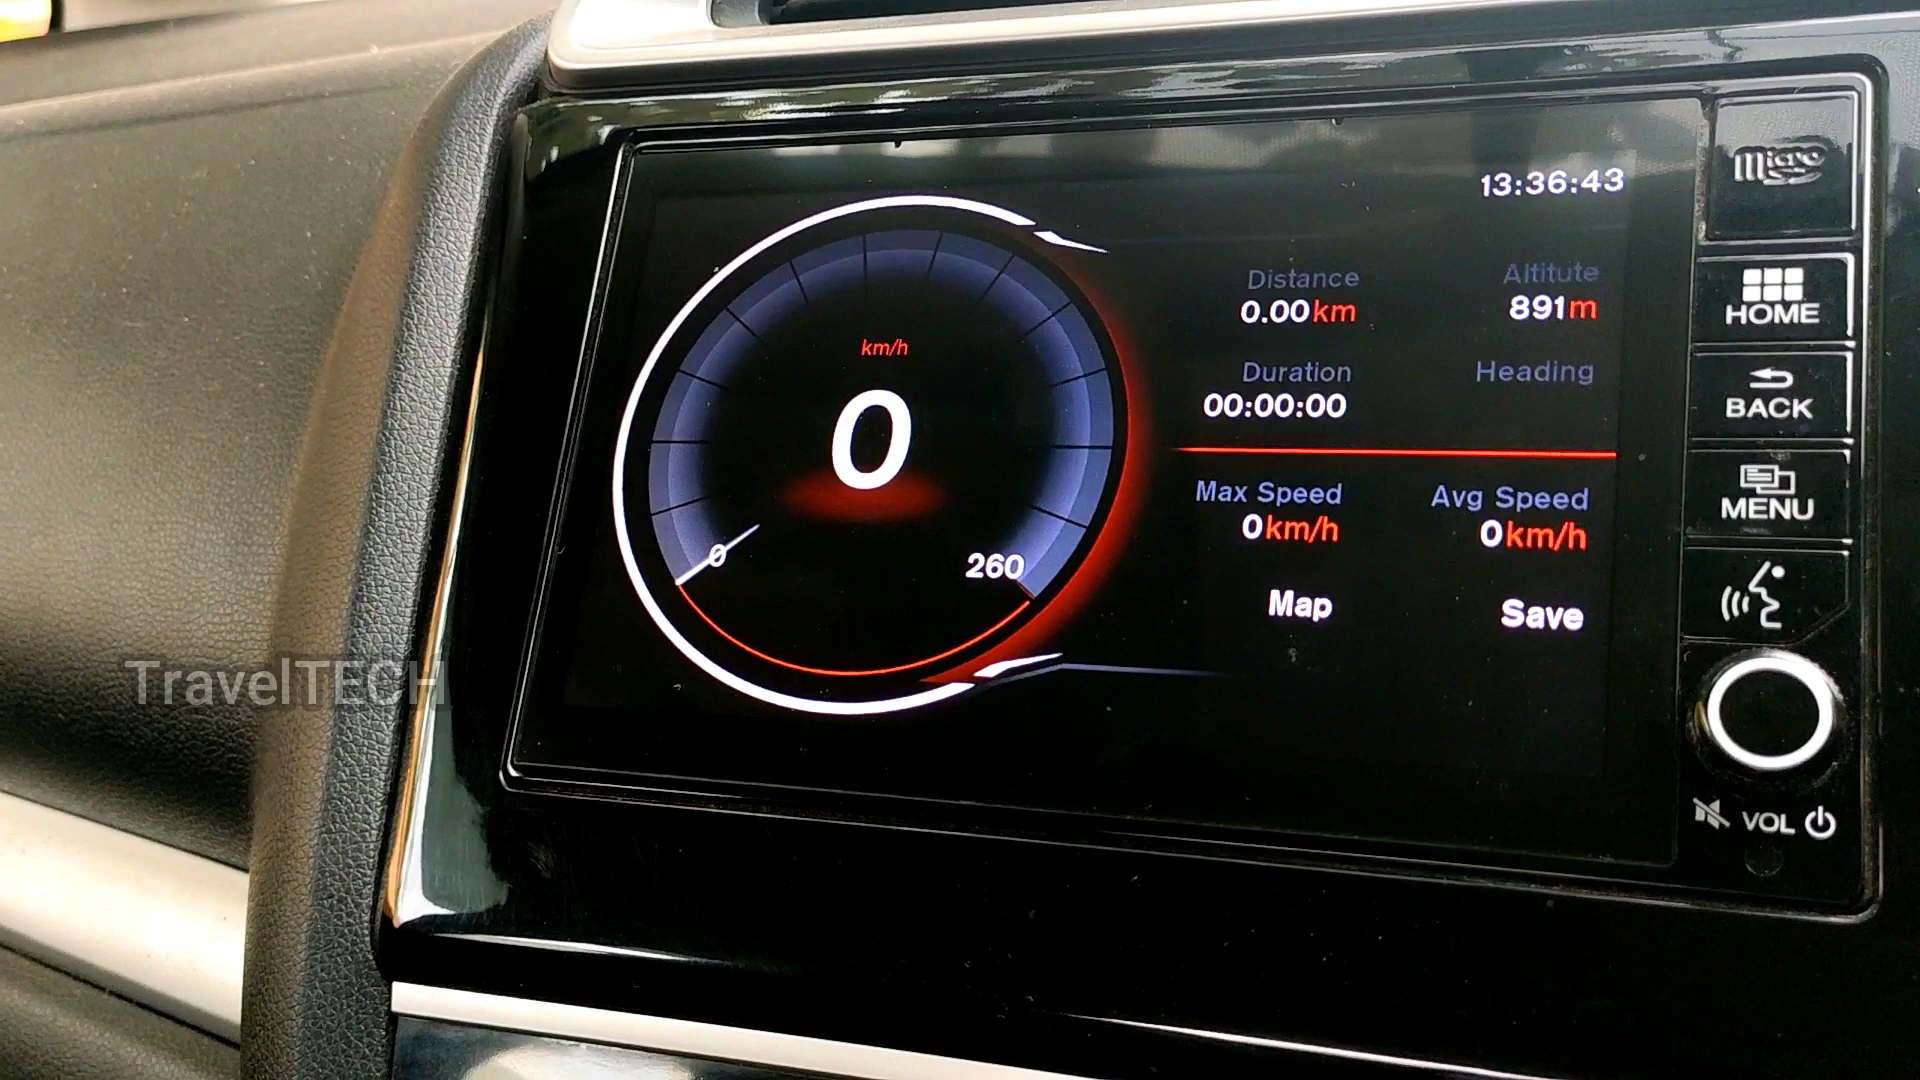 micro
13:36:43
Distance
0.00km
Altitute
891m
HOME
km/h
0
Duration
00:00:00
Heading
BACK
Max Speed
0km/h
Avg Speed
0km/h
MENU
0
260
Map
Save
TravelTECH
VOL